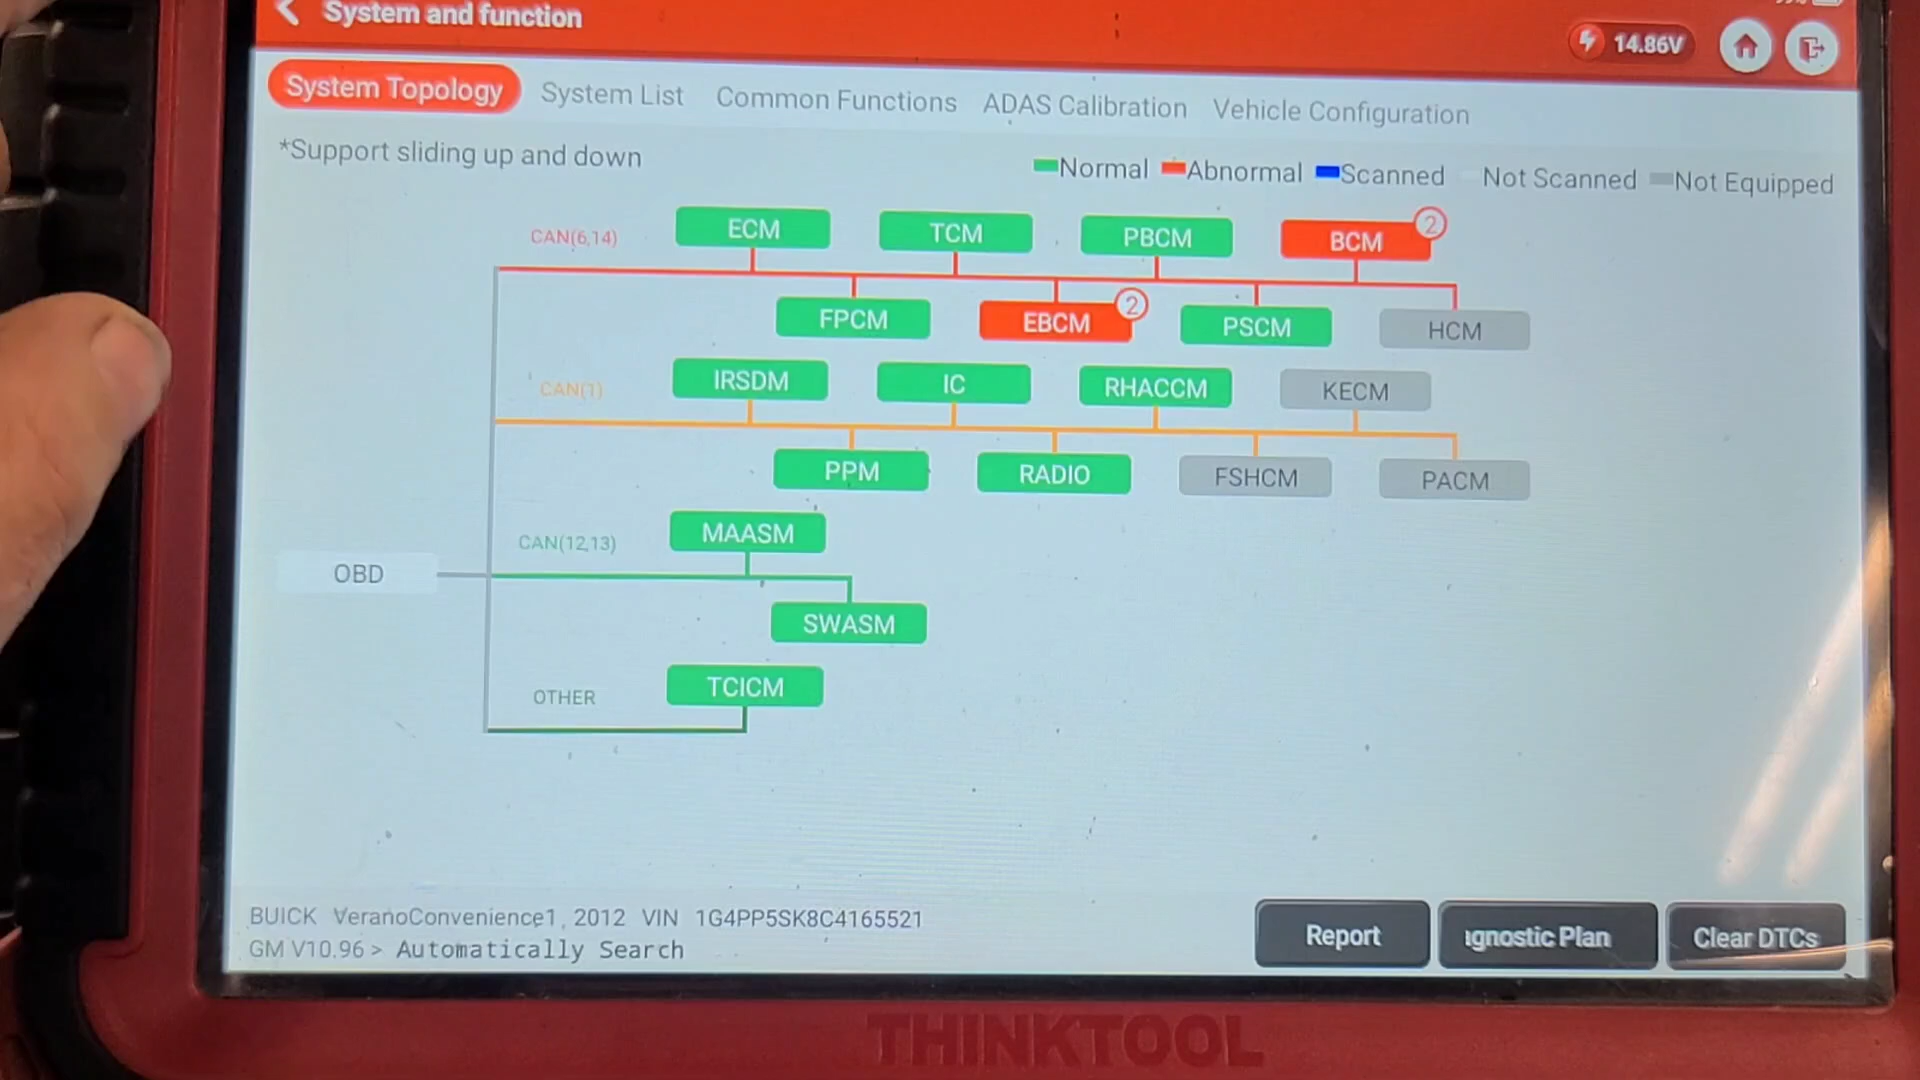 System and function
14.86V
System Topology System List Common Functions ADAS Calibration Vehicle Configuration
*Support sliding up and down
Normal Abnormal Scanned Not Scanned Not Equipped
CAN(6,14) ECM TCM PBCM BCM 2
FPCM EBCM 2 PSCM HCM
CAN(1) IRSDM IC RHACCM KECM
PPM RADIO FSHCM PACM
CAN(12,13) MAASM
OBD
SWASM
OTHER TCICM
BUICK VeranoConvenience1, 2012 VIN 1G4PP5SK8C4165521
GM V10.96 > Automatically Search
Report ıgnostic Plan Clear DTCs
THINKTOOL